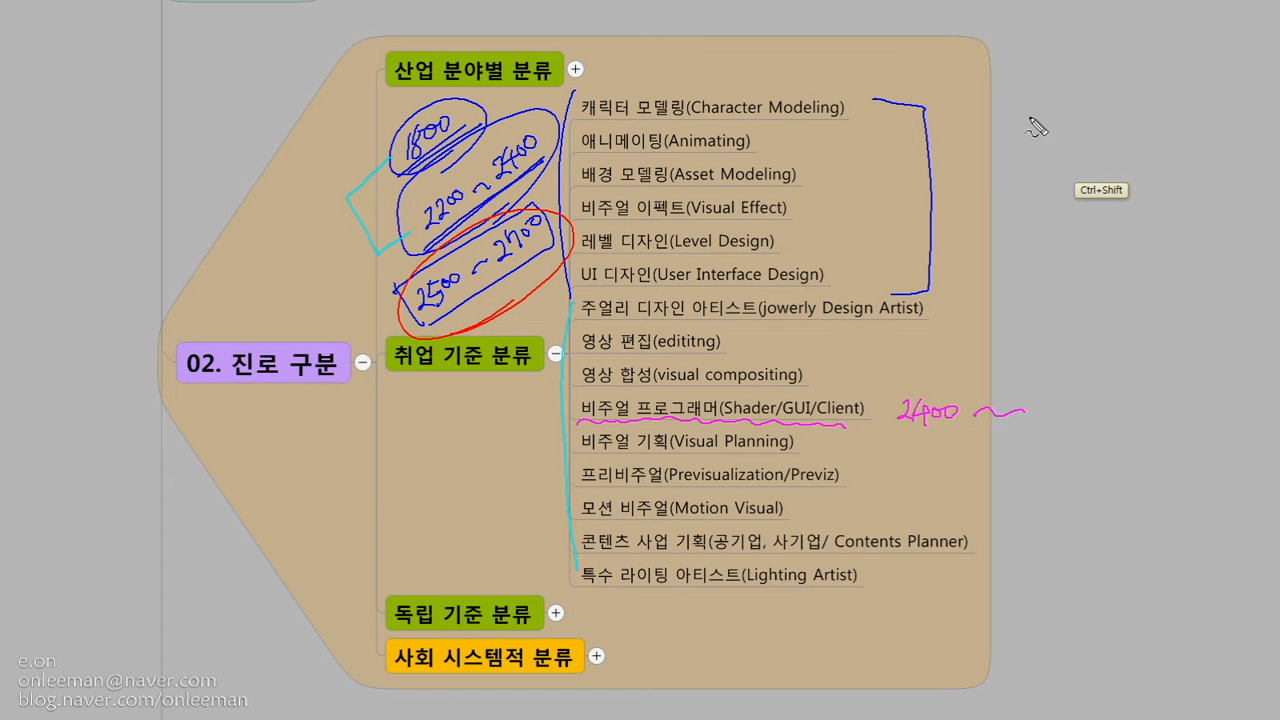 산업 분야별 분류
1800
2200 ~ 2400
2500 ~ 2700
캐릭터 모델링(Character Modeling)
애니메이팅(Animating)
배경 모델링(Asset Modeling)
비주얼 이펙트(Visual Effect)
레벨 디자인(Level Design)
UI 디자인(User Interface Design)
주얼리 디자인 아티스트(jowerly Design Artist)
영상 편집(edititng)
영상 합성(visual compositing)
비주얼 프로그래머(Shader/GUI/Client) 2400 ~
비주얼 기획(Visual Planning)
프리비주얼(Previsualization/Previz)
모션 비주얼(Motion Visual)
콘텐츠 사업 기획(공기업, 사기업/ Contents Planner)
특수 라이팅 아티스트(Lighting Artist)
02. 진로 구분
취업 기준 분류
독립 기준 분류
사회 시스템적 분류
Ctrl+Shift
e.on
onleeman@naver.com
blog.naver.com/onleeman